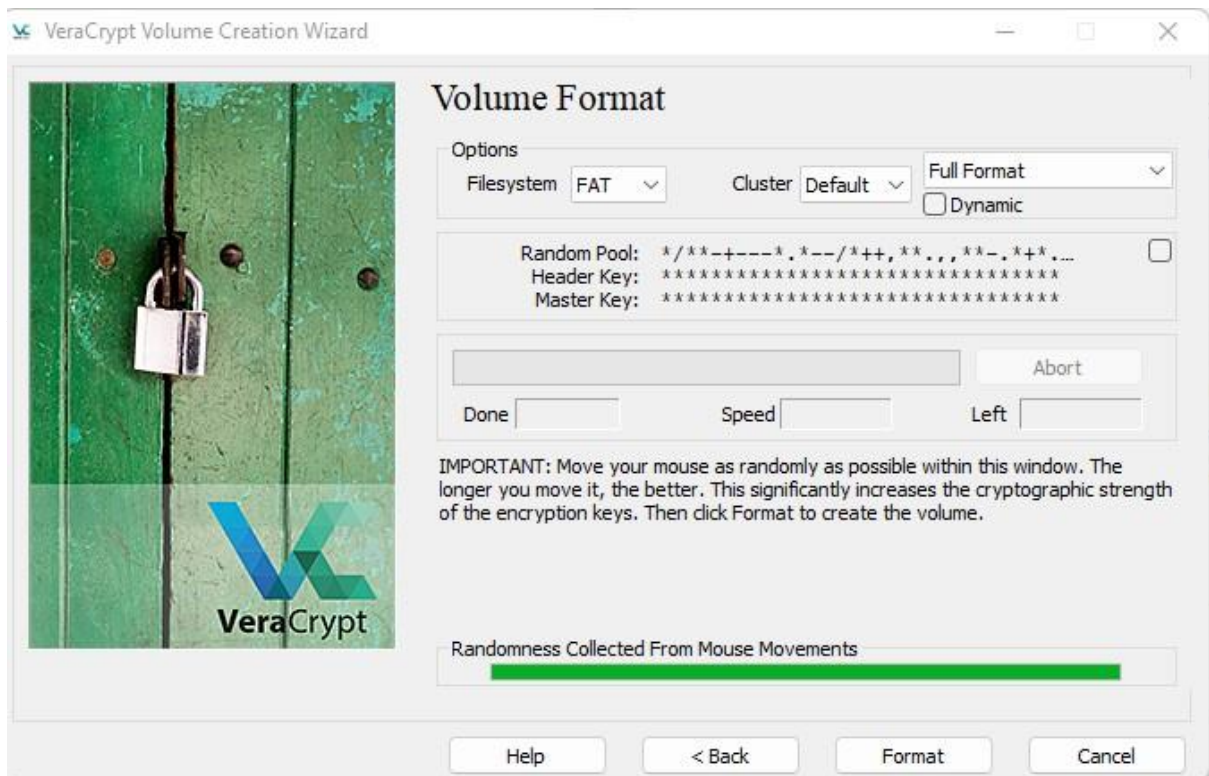 VeraCrypt Volume Creation Wizard
Volume Format
Options
Filesystem FAT Cluster Default Full Format
Dynamic
Random Pool: */**-+---*.*--/*++,**.,,**-.*+*....
Header Key: ********************************
Master Key: ********************************
Abort
Done Speed Left
IMPORTANT: Move your mouse as randomly as possible within this window. The
longer you move it, the better. This significantly increases the cryptographic strength
of the encryption keys. Then click Format to create the volume.
VeraCrypt
Randomness Collected From Mouse Movements
Help < Back Format Cancel